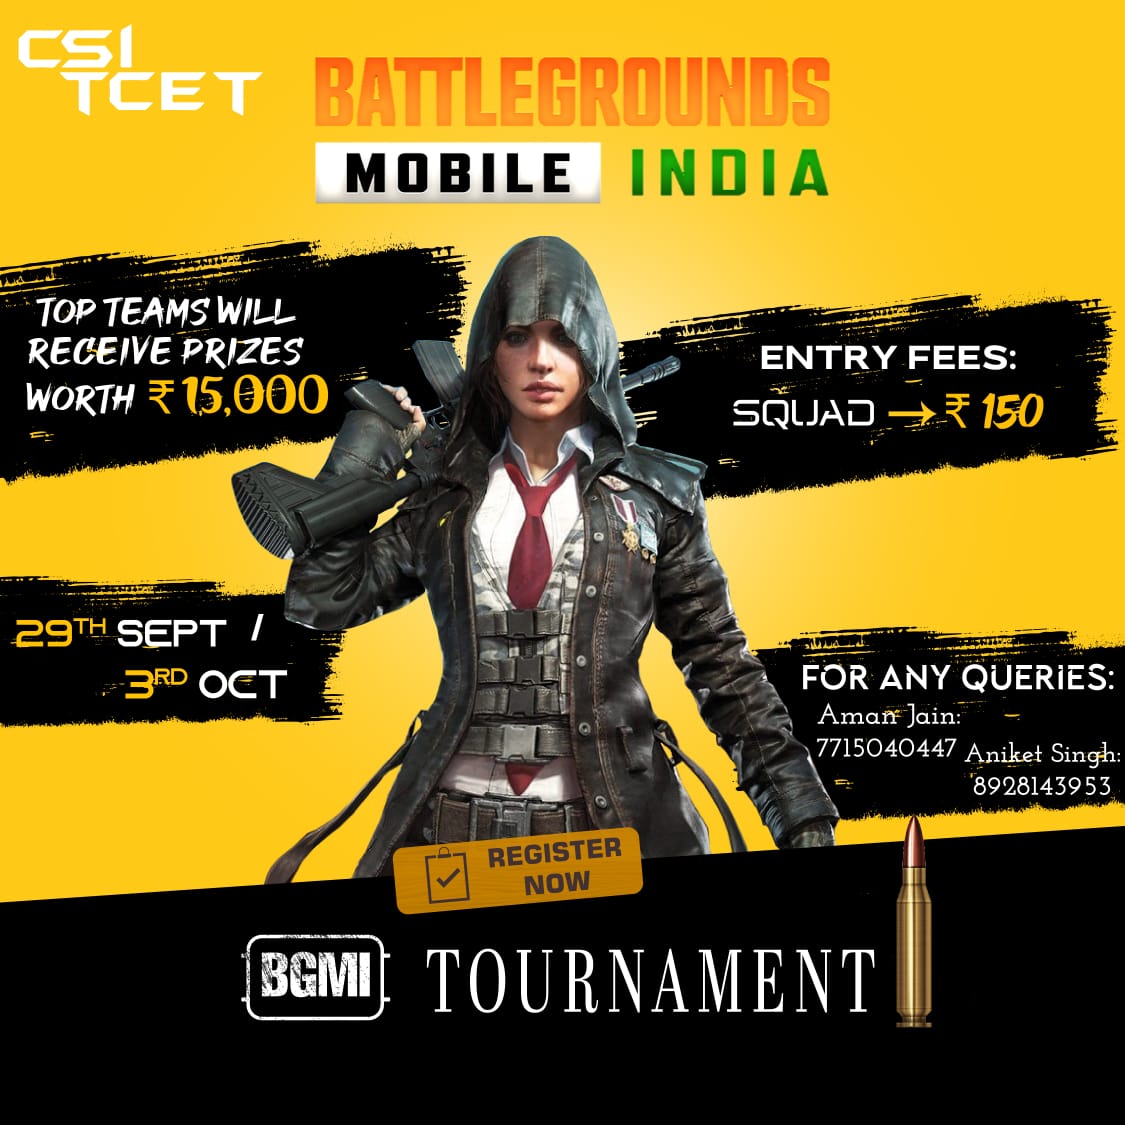 CSI
TCET
BATTLEGROUNDS
MOBILE INDIA
TOP TEAMS WILL
RECEIVE PRIZES
WORTH ₹ 15,000
ENTRY FEES:
SQUAD → ₹ 150
29TH SEPT /
3RD OCT
FOR ANY QUERIES:
Aman Jain:
7715040447
Aniket Singh:
8928143953
REGISTER
NOW
BGMI TOURNAMENT